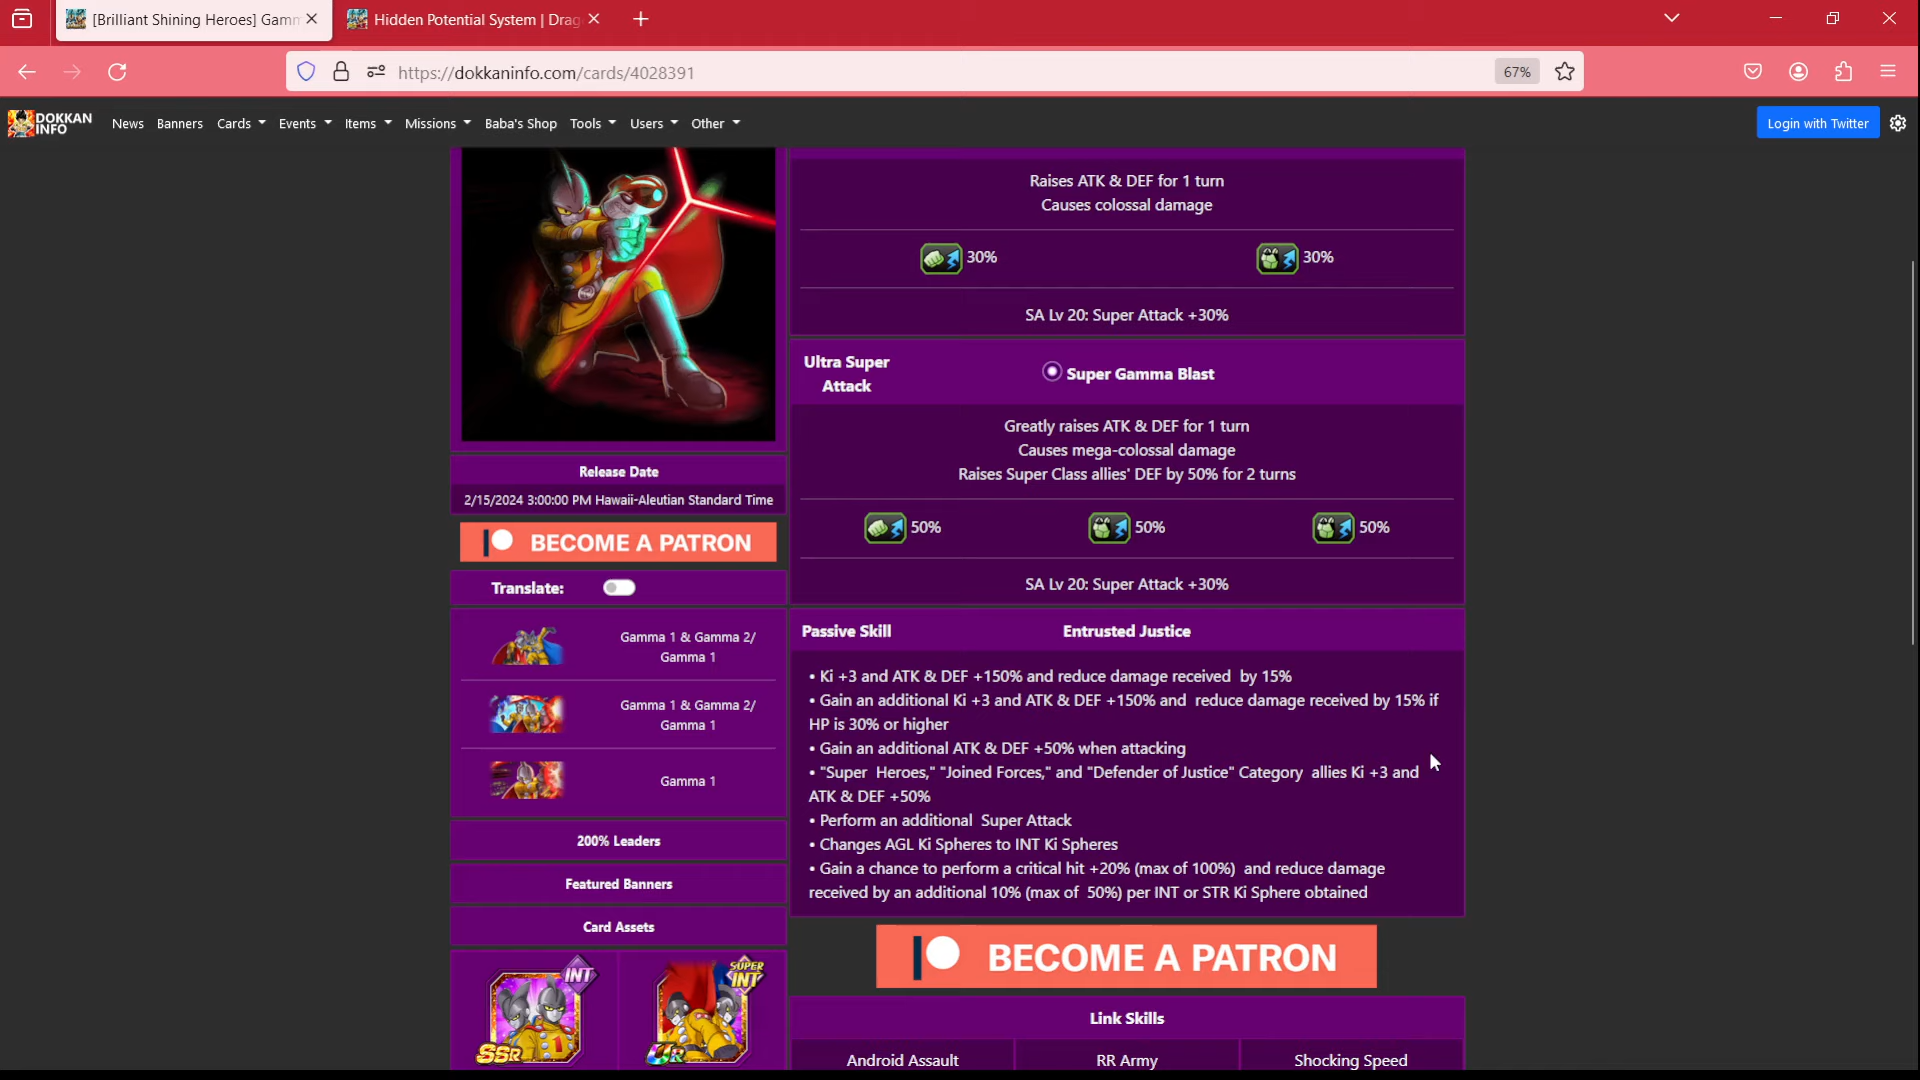 [Brilliant Shining Heroes] Gamm
Hidden Potential System | Drag
https://dokkaninfo.com/cards/4028391
67%
DOKKAN
INFO
News
Banners
Cards
Events
Items
Missions
Baba's Shop
Tools
Users
Other
Login with Twitter
Raises ATK & DEF for 1 turn
Causes colossal damage
30%
30%
SA Lv 20: Super Attack +30%
Ultra Super
Attack
Super Gamma Blast
Greatly raises ATK & DEF for 1 turn
Causes mega-colossal damage
Raises Super Class allies' DEF by 50% for 2 turns
50%
50%
50%
SA Lv 20: Super Attack +30%
Release Date
2/15/2024 3:00:00 PM Hawaii-Aleutian Standard Time
BECOME A PATRON
Translate:
Gamma 1 & Gamma 2/
Gamma 1
Gamma 1 & Gamma 2/
Gamma 1
Gamma 1
200% Leaders
Featured Banners
Card Assets
INT
SSR
SUPER
INT
UR
Passive Skill
Entrusted Justice
• Ki +3 and ATK & DEF +150% and reduce damage received by 15%
• Gain an additional Ki +3 and ATK & DEF +150% and reduce damage received by 15% if
HP is 30% or higher
• Gain an additional ATK & DEF +50% when attacking
• "Super Heroes," "Joined Forces," and "Defender of Justice" Category allies Ki +3 and
ATK & DEF +50%
• Perform an additional Super Attack
• Changes AGL Ki Spheres to INT Ki Spheres
• Gain a chance to perform a critical hit +20% (max of 100%) and reduce damage
received by an additional 10% (max of 50%) per INT or STR Ki Sphere obtained
BECOME A PATRON
Link Skills
Android Assault
RR Army
Shocking Speed